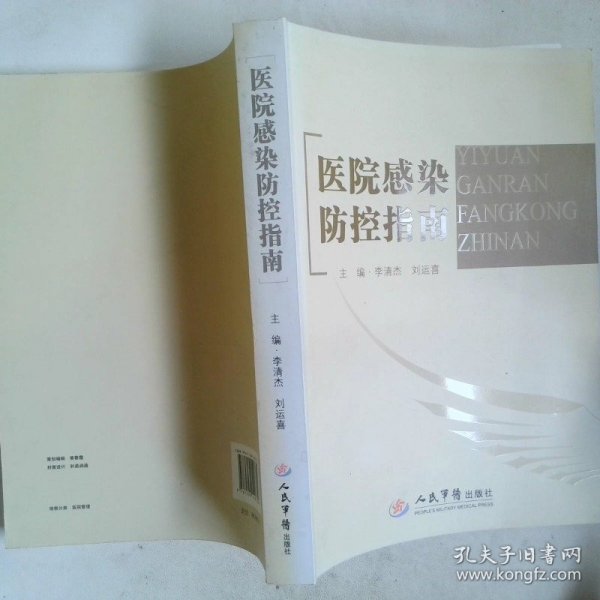 医院感染
防控指南
YIYUAN
GANRAN
FANGKONG
ZHINAN
主 编·李清杰 刘运喜
人民军医出版社
PEOPLE'S MILITARY MEDICAL PRESS
医院感染防控指南
主 编·李清杰 刘运喜
人民军医
出版社
孔夫子旧书网
www.kongfz.com